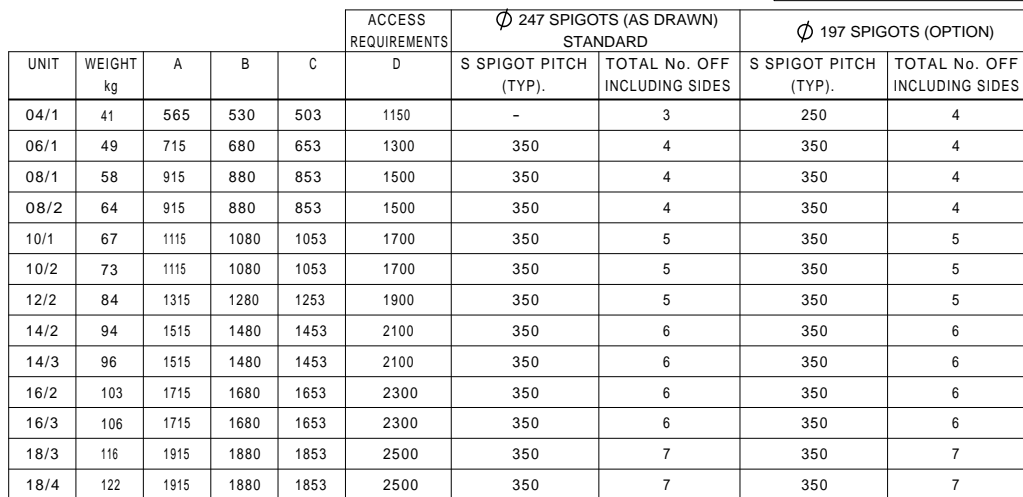 ACCESS REQUIREMENTS
Ø 247 SPIGOTS (AS DRAWN) STANDARD
Ø 197 SPIGOTS (OPTION)
UNIT WEIGHT kg A B C D S SPIGOT PITCH (TYP). TOTAL No. OFF INCLUDING SIDES S SPIGOT PITCH (TYP). TOTAL No. OFF INCLUDING SIDES
04/1 41 565 530 503 1150 - 3 250 4
06/1 49 715 680 653 1300 350 4 350 4
08/1 58 915 880 853 1500 350 4 350 4
08/2 64 915 880 853 1500 350 4 350 4
10/1 67 1115 1080 1053 1700 350 5 350 5
10/2 73 1115 1080 1053 1700 350 5 350 5
12/2 84 1315 1280 1253 1900 350 5 350 5
14/2 94 1515 1480 1453 2100 350 6 350 6
14/3 96 1515 1480 1453 2100 350 6 350 6
16/2 103 1715 1680 1653 2300 350 6 350 6
16/3 106 1715 1680 1653 2300 350 6 350 6
18/3 116 1915 1880 1853 2500 350 7 350 7
18/4 122 1915 1880 1853 2500 350 7 350 7